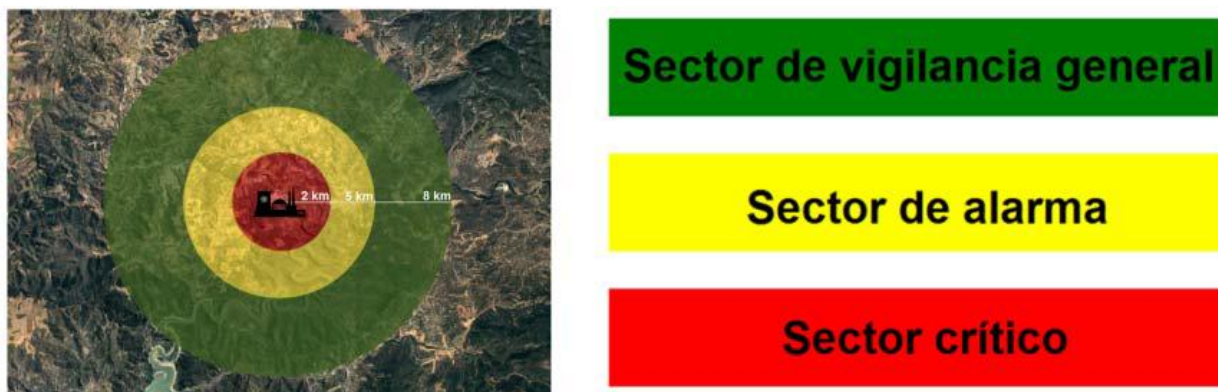 2 km
5 km
8 km
Sector de vigilancia general
Sector de alarma
Sector crítico